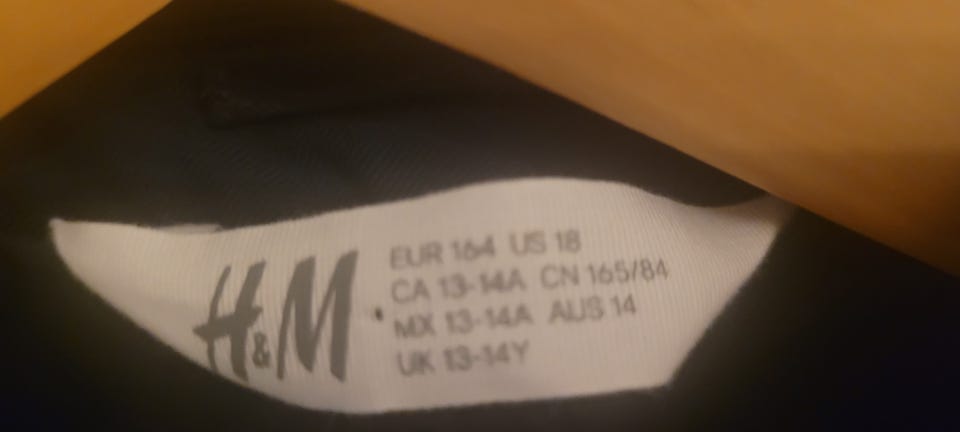 H&M
EUR 164 US 18
CA 13-14A CN 165/84
MX 13-14A AUS 14
UK 13-14Y